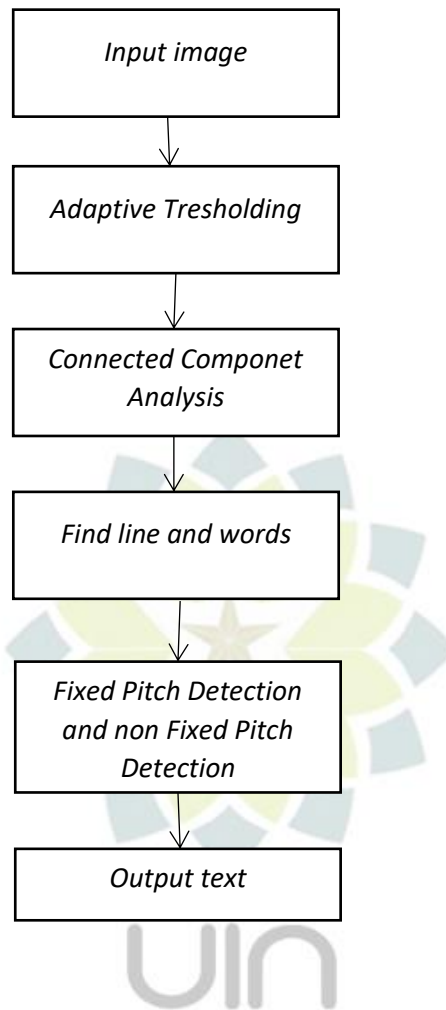 Input image
Adaptive Tresholding
Connected Componet
Analysis
Find line and words
Fixed Pitch Detection
and non Fixed Pitch
Detection
Output text
uin